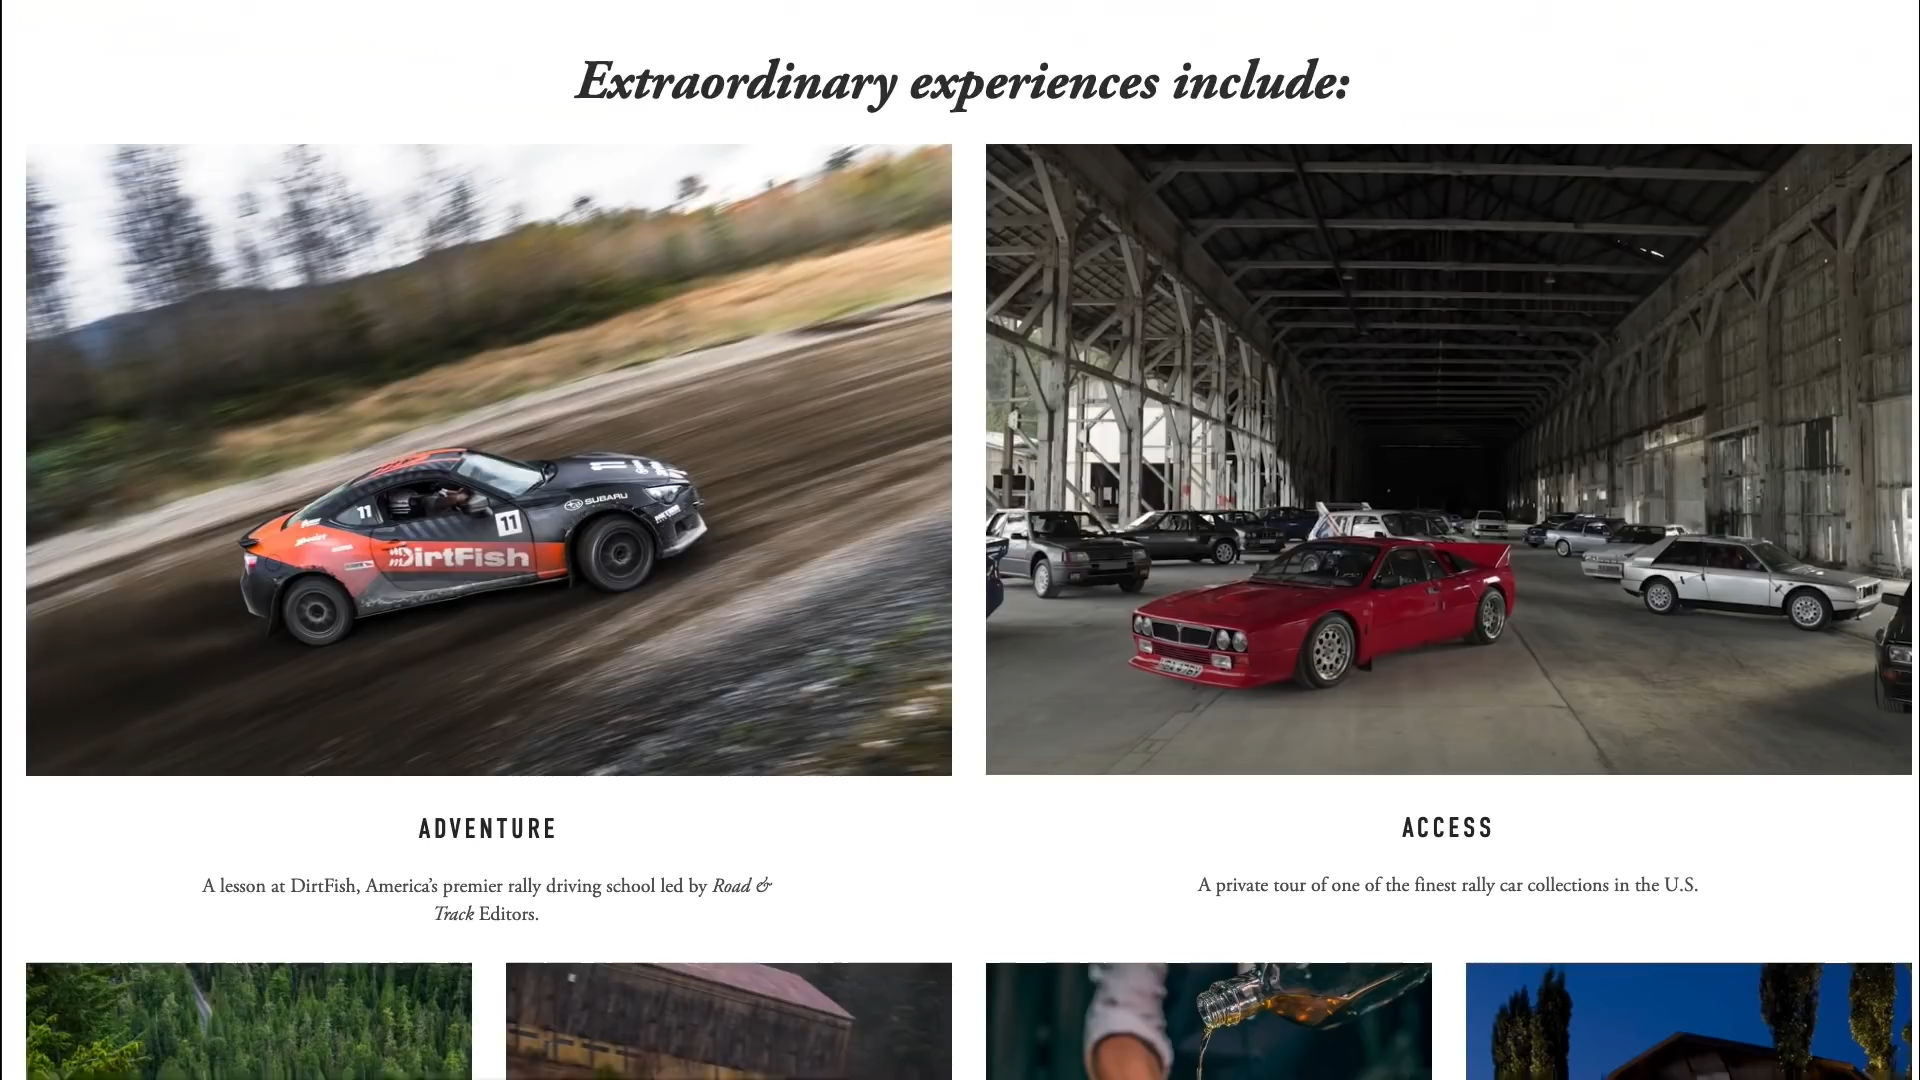 Extraordinary experiences include:
11
11
SUBARU
DirtFish
ADVENTURE
A lesson at DirtFish, America's premier rally driving school led by Road &
Track Editors.
ACCESS
A private tour of one of the finest rally car collections in the U.S.